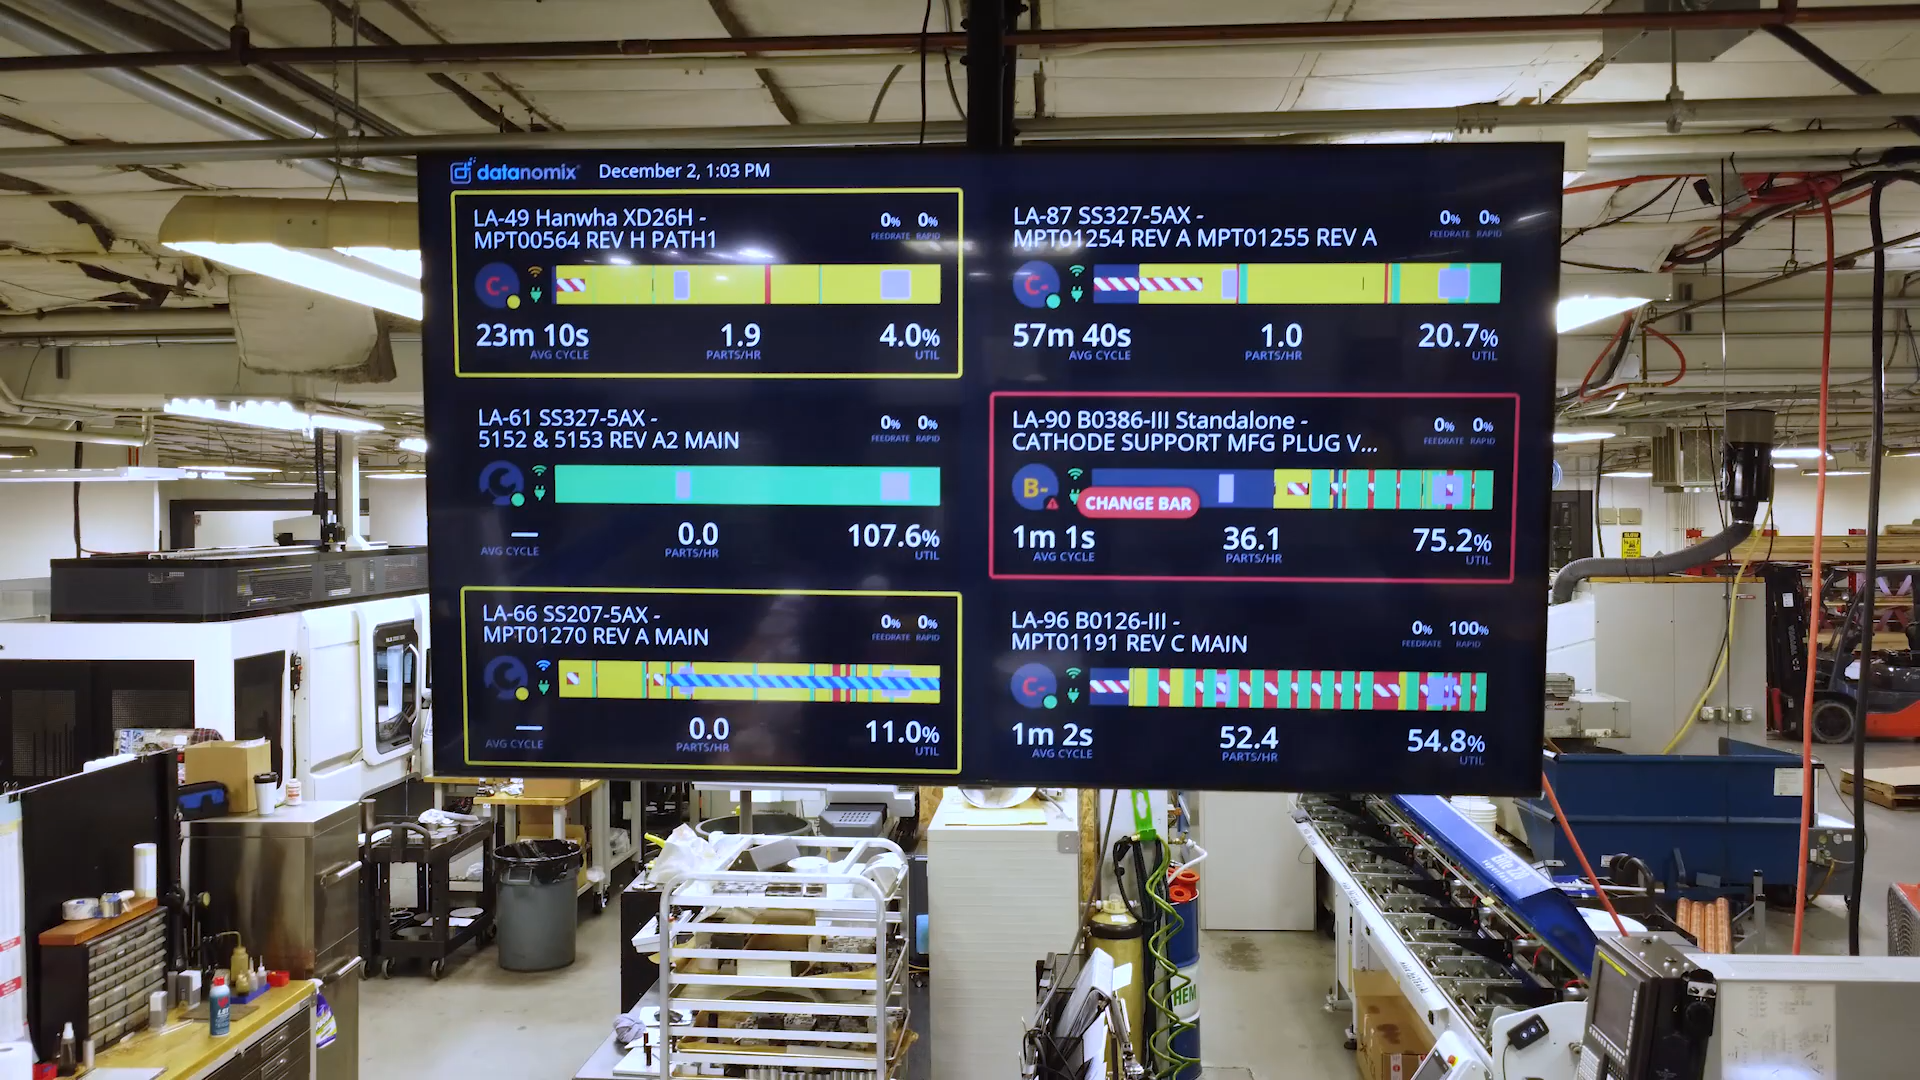 datanomix December 2, 1:03 PM
LA-49 Hanwha XD26H -
MPT00564 REV H PATH1
0% 0%
FEEDRATE RAPID
C-
23m 10s 1.9 4.0%
AVG CYCLE PARTS/HR UTIL
LA-61 SS327-5AX -
5152 & 5153 REV A2 MAIN
0% 0%
FEEDRATE RAPID
— 0.0 107.6%
AVG CYCLE PARTS/HR UTIL
LA-66 SS207-5AX -
MPT01270 REV A MAIN
0% 0%
FEEDRATE RAPID
— 0.0 11.0%
AVG CYCLE PARTS/HR UTIL
LA-87 SS327-5AX -
MPT01254 REV A MPT01255 REV A
0% 0%
FEEDRATE RAPID
C-
57m 40s 1.0 20.7%
AVG CYCLE PARTS/HR UTIL
LA-90 B0386-III Standalone -
CATHODE SUPPORT MFG PLUG V...
0% 0%
FEEDRATE RAPID
B-
CHANGE BAR
1m 1s 36.1 75.2%
AVG CYCLE PARTS/HR UTIL
LA-96 B0126-III -
MPT01191 REV C MAIN
0% 100%
FEEDRATE RAPID
C-
1m 2s 52.4 54.8%
AVG CYCLE PARTS/HR UTIL